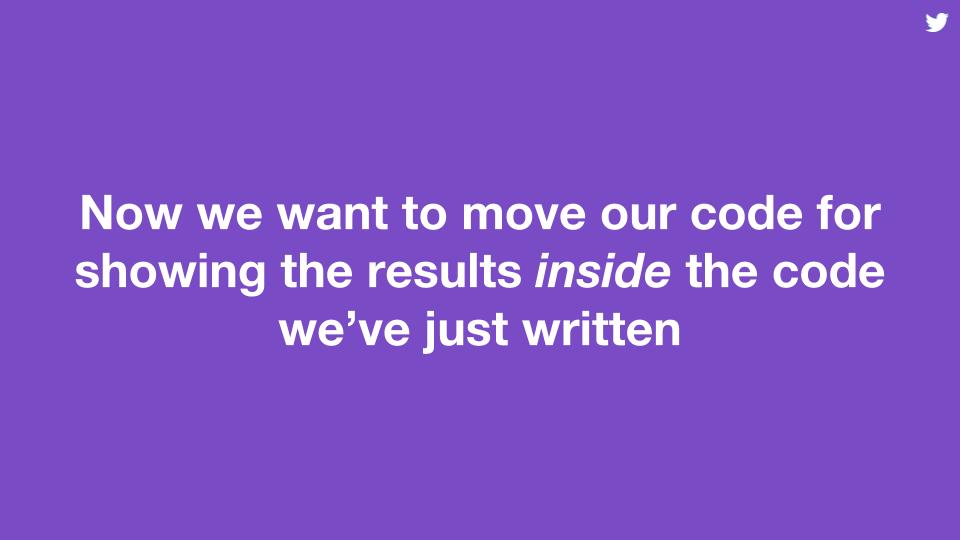 Now we want to move our code for
showing the results inside the code
we’ve just written